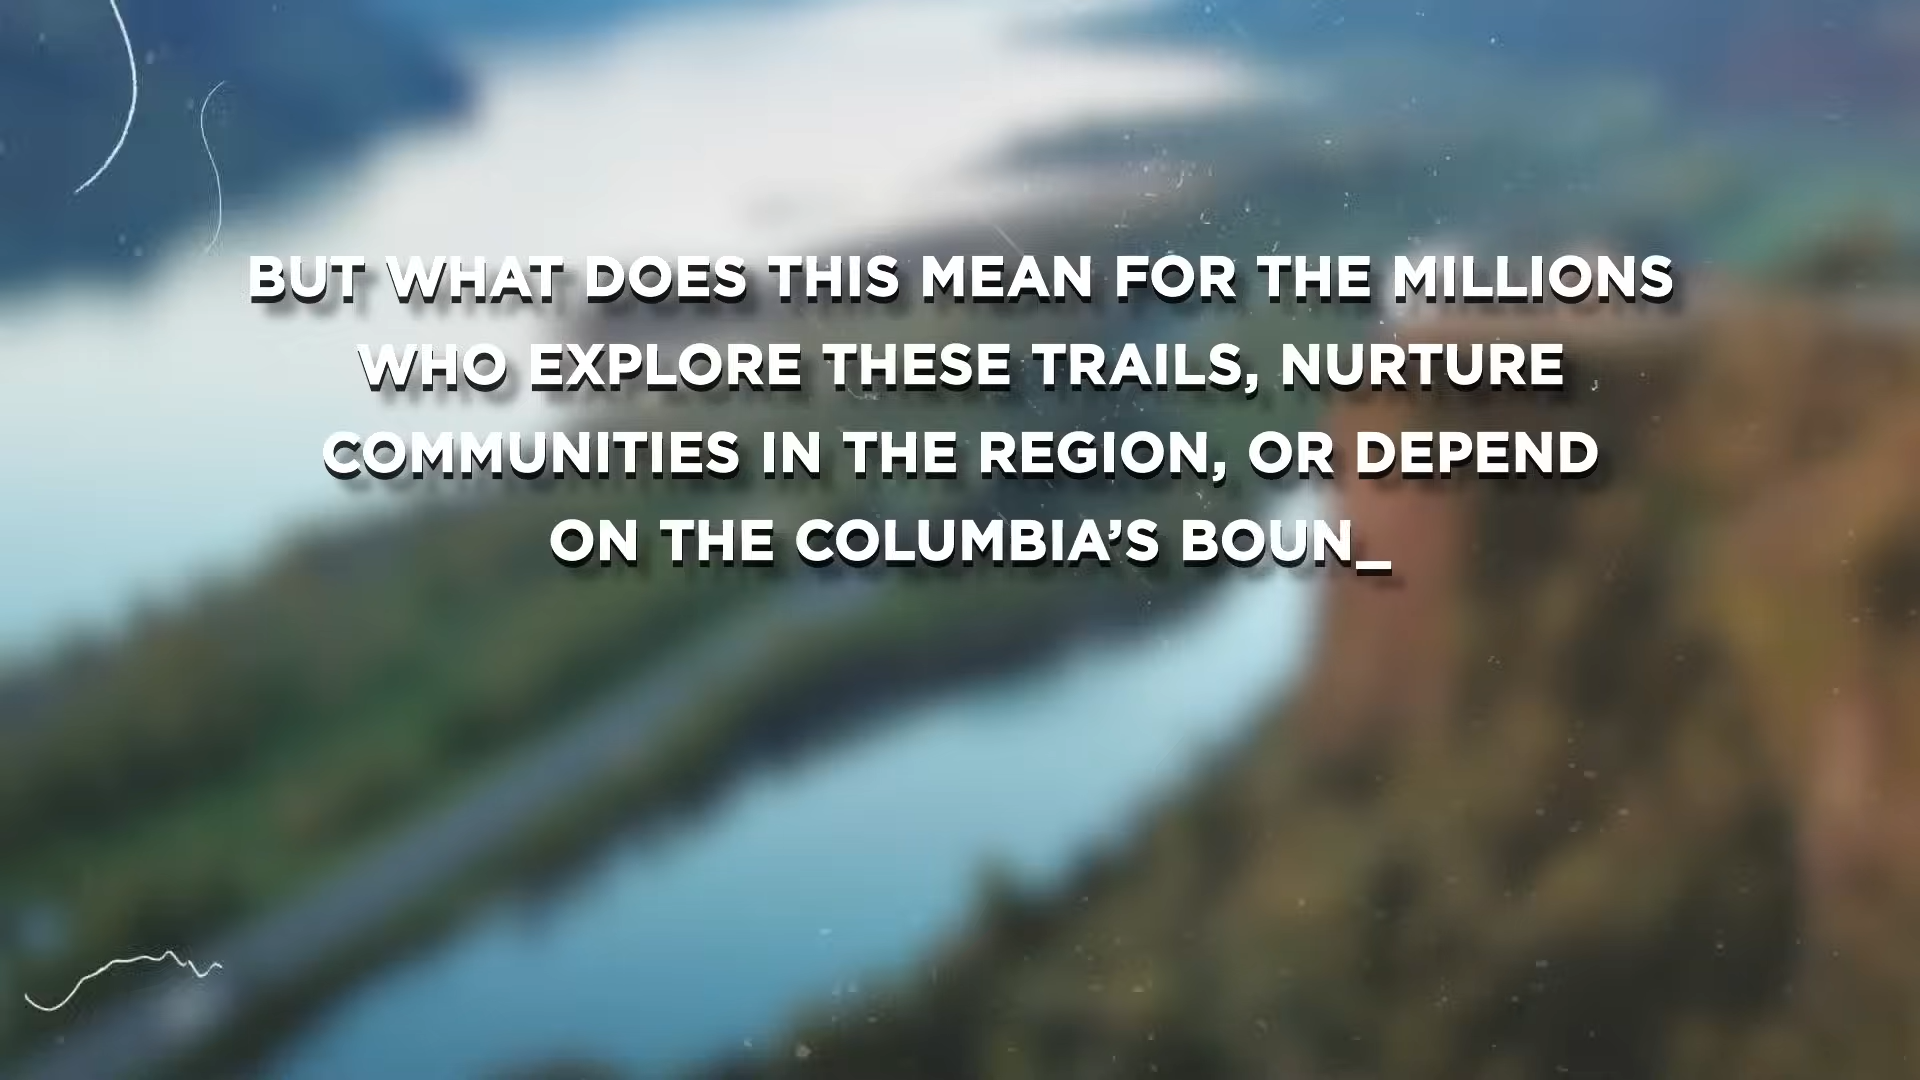 BUT WHAT DOES THIS MEAN FOR THE MILLIONS
WHO EXPLORE THESE TRAILS, NURTURE
COMMUNITIES IN THE REGION, OR DEPEND
ON THE COLUMBIA’S BOUN_